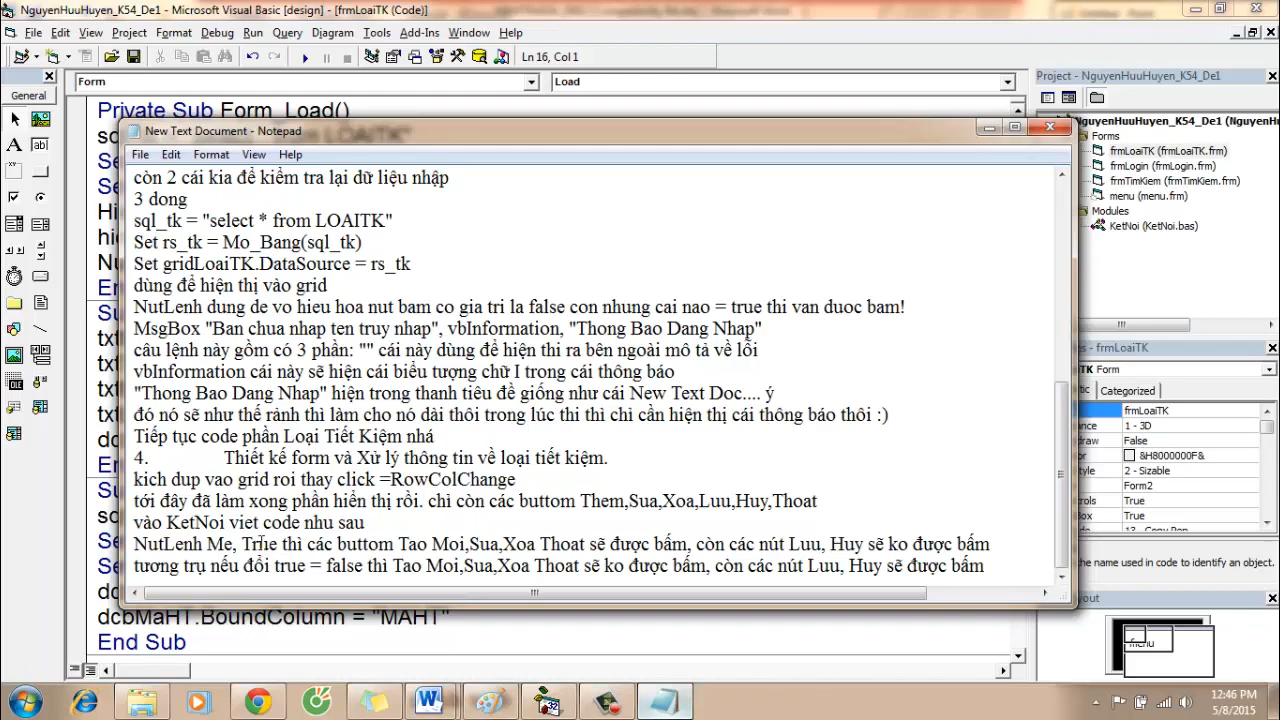 NguyenHuuHuyen_K54_De1 - Microsoft Visual Basic [design] - [frmLoaiTK (Code)]
File Edit View Project Format Debug Run Query Diagram Tools Add-Ins Window Help
Ln 16, Col 1
General
Form
Load
Private Sub Form_Load()
New Text Document - Notepad
File Edit Format View Help
còn 2 cái kia để kiểm tra lại dữ liệu nhập
3 dong
sql_tk = "select * from LOAITK"
Set rs_tk = Mo_Bang(sql_tk)
Set gridLoaiTK.DataSource = rs_tk
dùng để hiện thị vào grid
NutLenh dung de vo hieu hoa nut bam co gia tri la false con nhung cai nao = true thi van duoc bam!
MsgBox "Ban chua nhap ten truy nhap", vbInformation, "Thong Bao Dang Nhap"
câu lệnh này gồm có 3 phần: "" cái này dùng để hiện thi ra bên ngoài mô tả về lỗi
vbInformation cái này sẽ hiện cái biểu tượng chữ I trong cái thông báo
"Thong Bao Dang Nhap" hiện trong thanh tiêu đề giống như cái New Text Doc.... ý
đó nó sẽ như thế rảnh thì làm cho nó dài thôi trong lúc thi thì chỉ cần hiện thị cái thông báo thôi :)
Tiếp tục code phần Loại Tiết Kiệm nhá
4. Thiết kế form và Xử lý thông tin về loại tiết kiệm.
kich dup vao grid roi thay click =RowColChange
tới đây đã làm xong phần hiển thị rồi. chỉ còn các buttom Them,Sua,Xoa,Luu,Huy,Thoat
vào KetNoi viet code nhu sau
NutLenh Me, True thì các buttom Tao Moi,Sua,Xoa Thoat sẽ được bấm, còn các nút Luu, Huy sẽ ko được bấm
tương trụ nếu đổi true = false thì Tao Moi,Sua,Xoa Thoat sẽ ko được bấm, còn các nút Luu, Huy sẽ được bấm
dcbMaHT.BoundColumn = "MAHT"
End Sub
Project - NguyenHuuHuyen_K54_De1
NguyenHuuHuyen_K54_De1 (NguyenHu
Forms
frmLoaiTK (frmLoaiTK.frm)
frmLogin (frmLogin.frm)
frmTimKiem (frmTimKiem.frm)
menu (menu.frm)
Modules
KetNoi (KetNoi.bas)
frmLoaiTK
Form
Categorized
frmLoaiTK
1 - 3D
False
&H8000000F&
2 - Sizable
Form2
True
True
the name used in code to identify an object.
menu
12:46 PM
5/8/2015